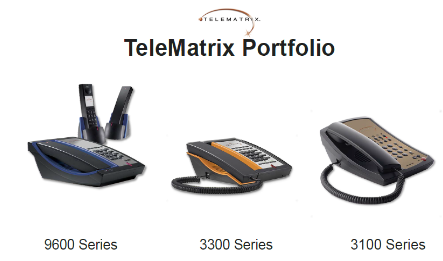 TELEMATRIX
TeleMatrix Portfolio
9600 Series
3300 Series
3100 Series